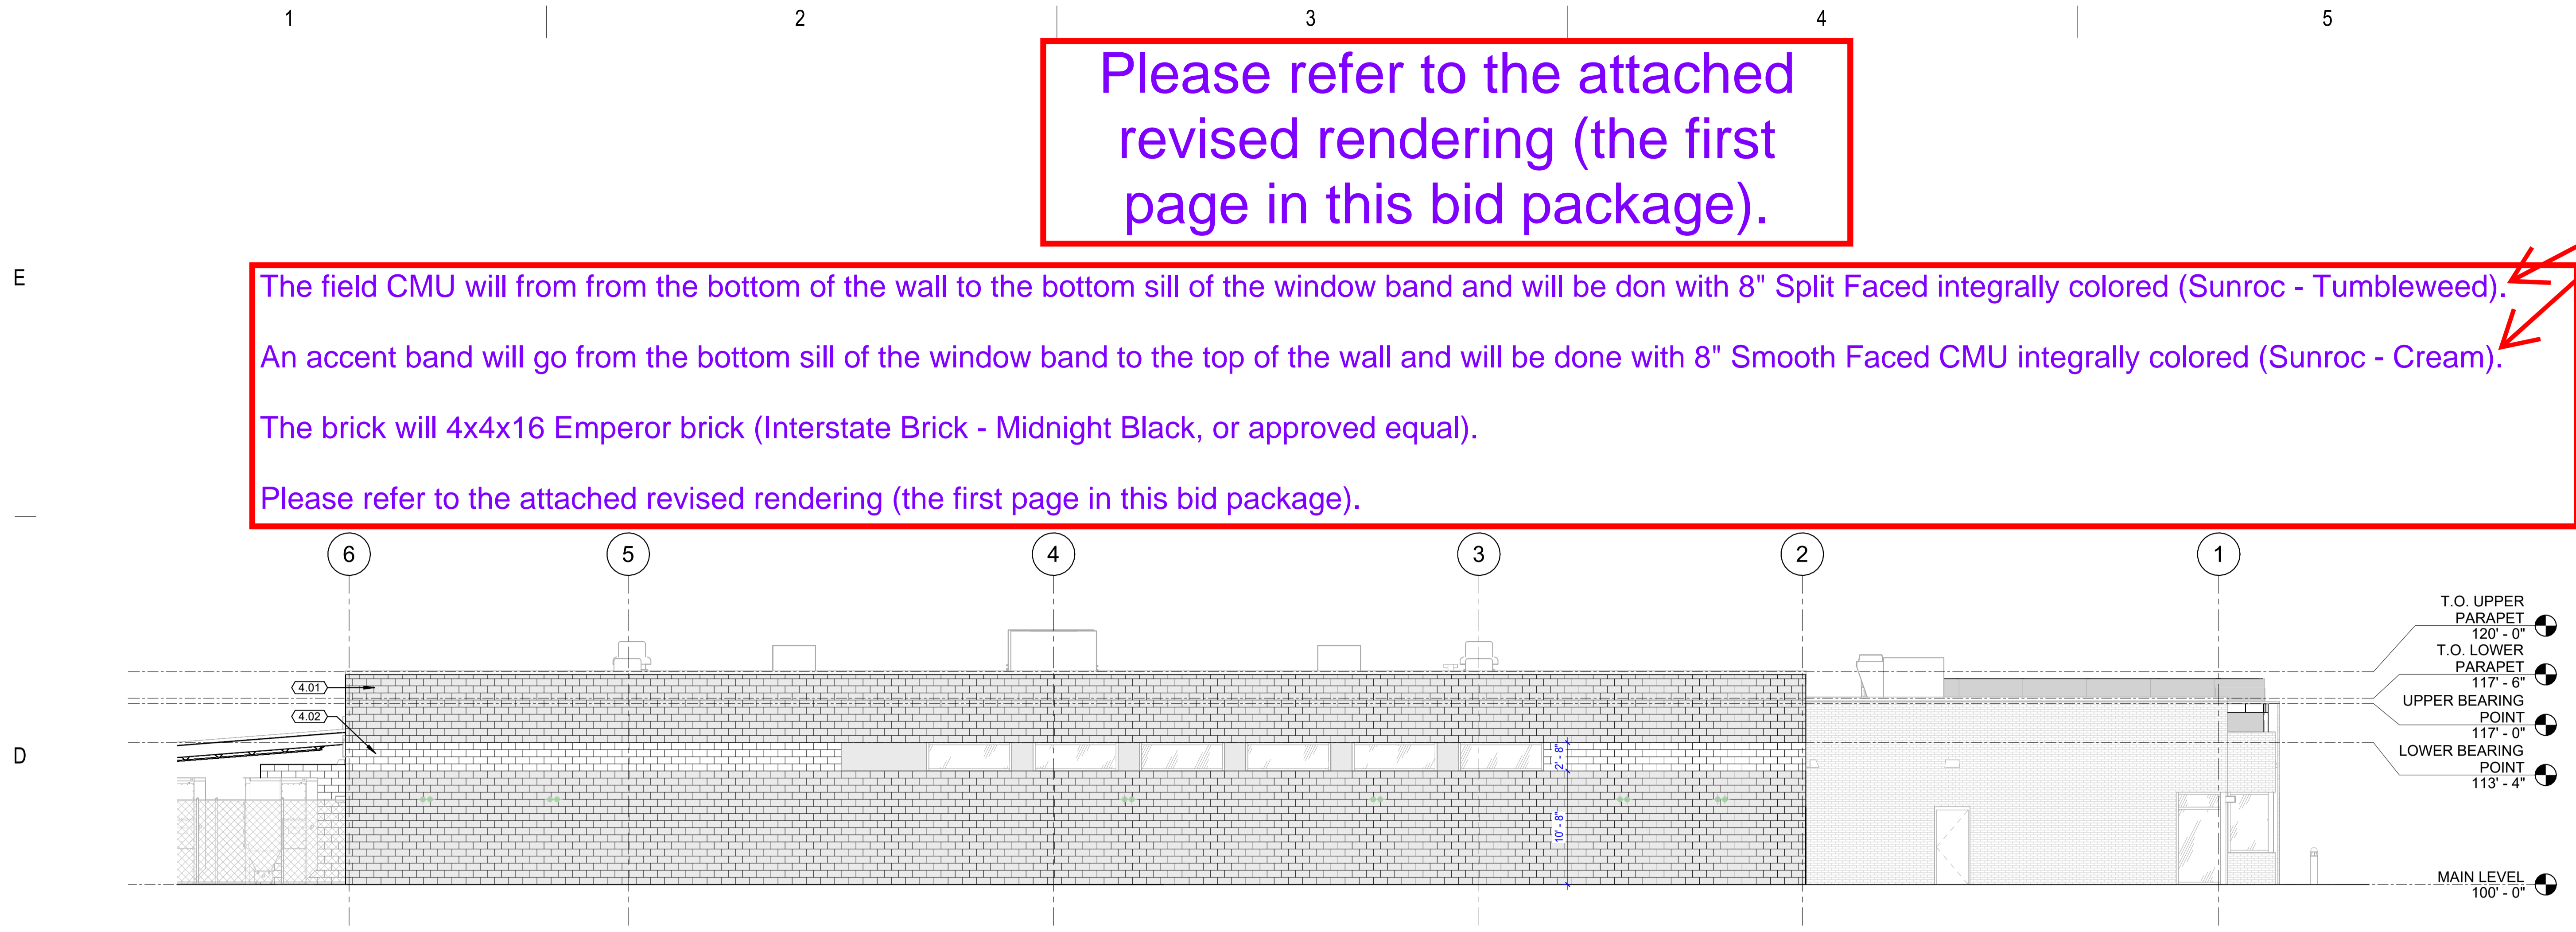 1 2 3 4 5
Please refer to the attached
revised rendering (the first
page in this bid package).
E
The field CMU will from from the bottom of the wall to the bottom sill of the window band and will be don with 8" Split Faced integrally colored (Sunroc - Tumbleweed).
An accent band will go from the bottom sill of the window band to the top of the wall and will be done with 8" Smooth Faced CMU integrally colored (Sunroc - Cream).
The brick will 4x4x16 Emperor brick (Interstate Brick - Midnight Black, or approved equal).
Please refer to the attached revised rendering (the first page in this bid package).
6 5 4 3 2 1
T.O. UPPER
PARAPET
120' - 0"
T.O. LOWER
PARAPET
117' - 6"
4.01
UPPER BEARING
POINT
117' - 0"
4.02
D
LOWER BEARING
POINT
113' - 4"
2' - 8"
10' - 8"
MAIN LEVEL
100' - 0"